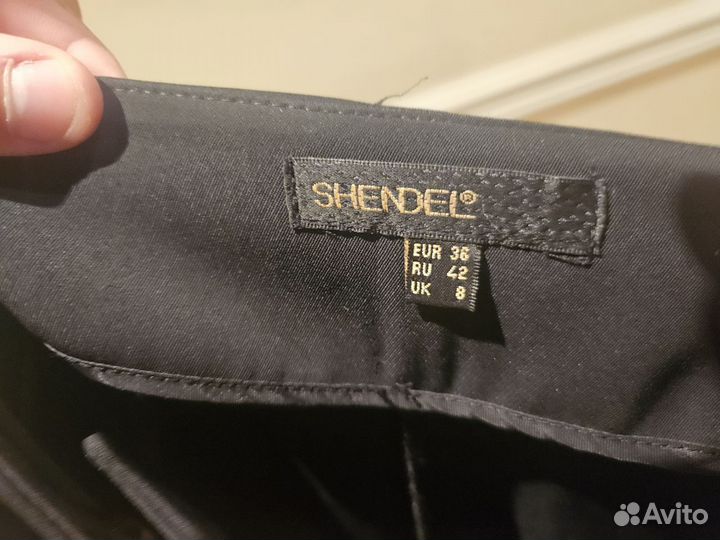 SHENDEL®
EUR 36
RU 42
UK 8
Avito